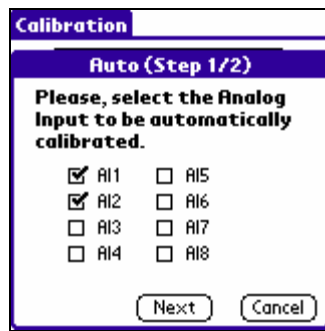 Calibration
Auto (Step 1/2)
Please, select the Analog
Input to be automatically
calibrated.
AI1 AI5
AI2 AI6
AI3 AI7
AI4 AI8
Next Cancel